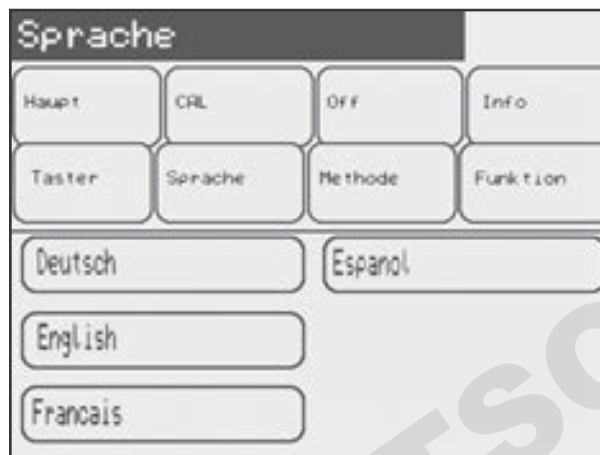 Sprache
Haupt CAL Off Info
Taster Sprache Methode Funktion
Deutsch Espanol
English
Francais